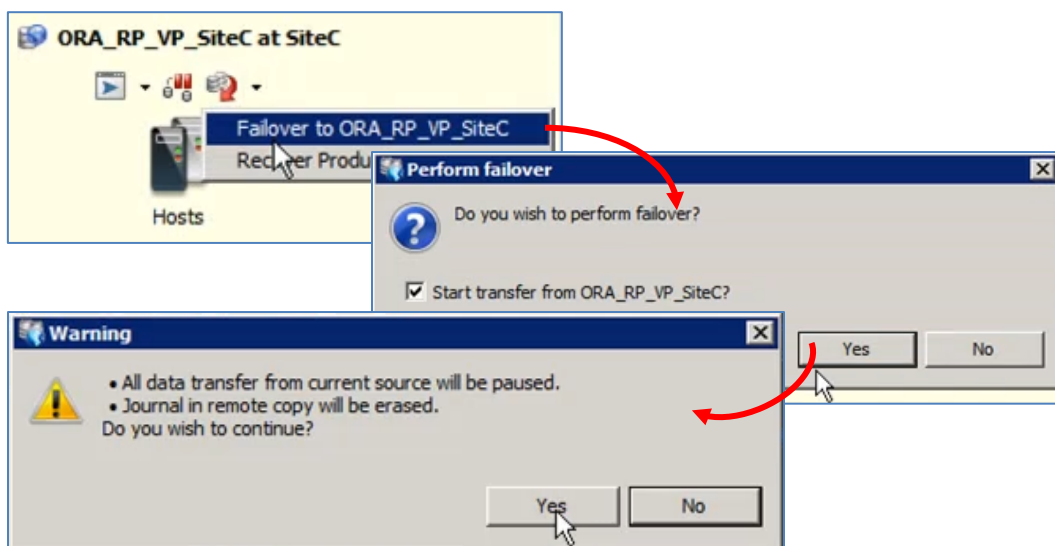 ORA_RP_VP_SiteC at SiteC
Failover to ORA_RP_VP_SiteC
Hosts
Perform failover
Do you wish to perform failover?
Start transfer from ORA_RP_VP_SiteC?
Yes No
Warning
• All data transfer from current source will be paused.
• Journal in remote copy will be erased.
Do you wish to continue?
Yes No